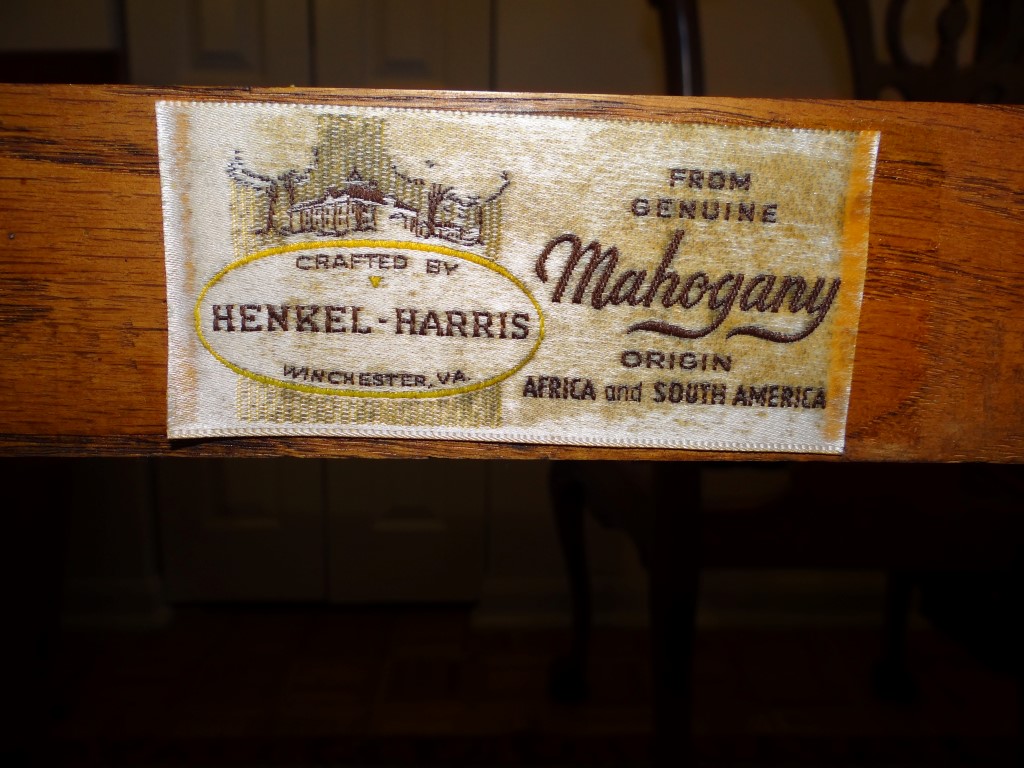 CRAFTED BY
HENKEL-HARRIS
WINCHESTER, VA.
FROM
GENUINE
Mahogany
ORIGIN
AFRICA and SOUTH AMERICA